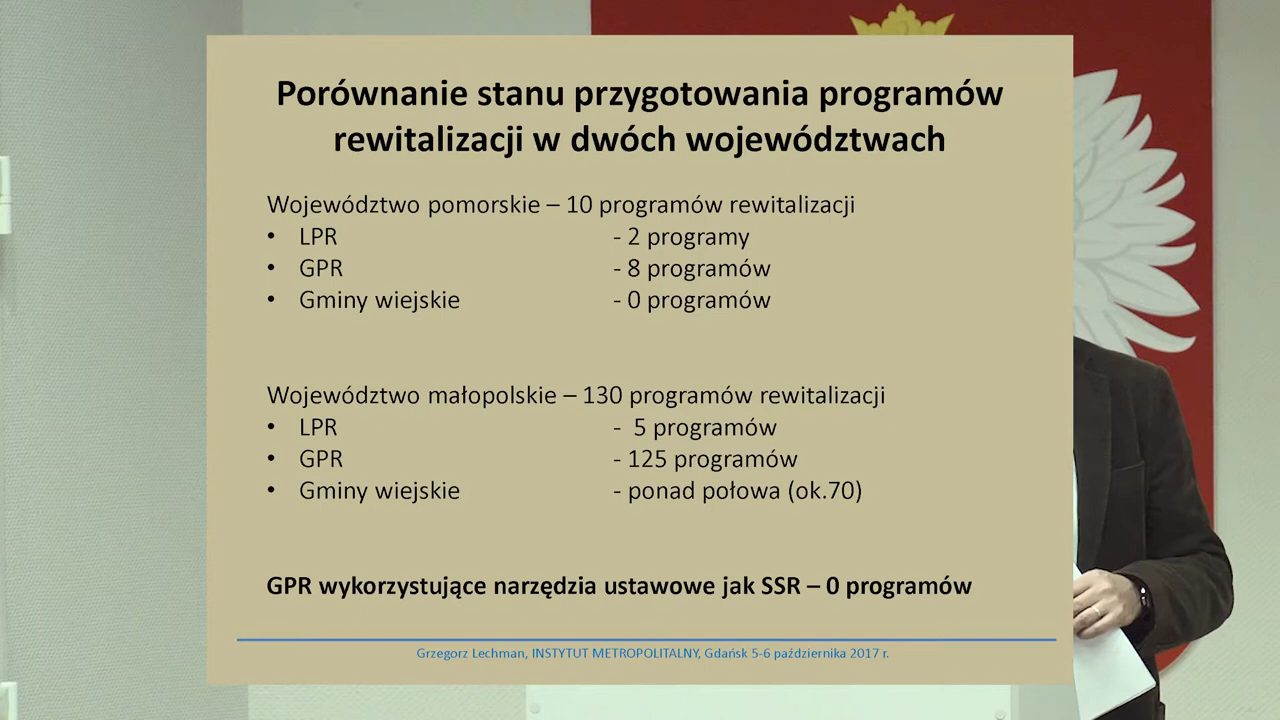 Porównanie stanu przygotowania programów
rewitalizacji w dwóch województwach
Województwo pomorskie – 10 programów rewitalizacji
• LPR - 2 programy
• GPR - 8 programów
• Gminy wiejskie - 0 programów
Województwo małopolskie – 130 programów rewitalizacji
• LPR - 5 programów
• GPR - 125 programów
• Gminy wiejskie - ponad połowa (ok.70)
GPR wykorzystujące narzędzia ustawowe jak SSR – 0 programów
Grzegorz Lechman, INSTYTUT METROPOLITALNY, Gdańsk 5-6 października 2017 r.